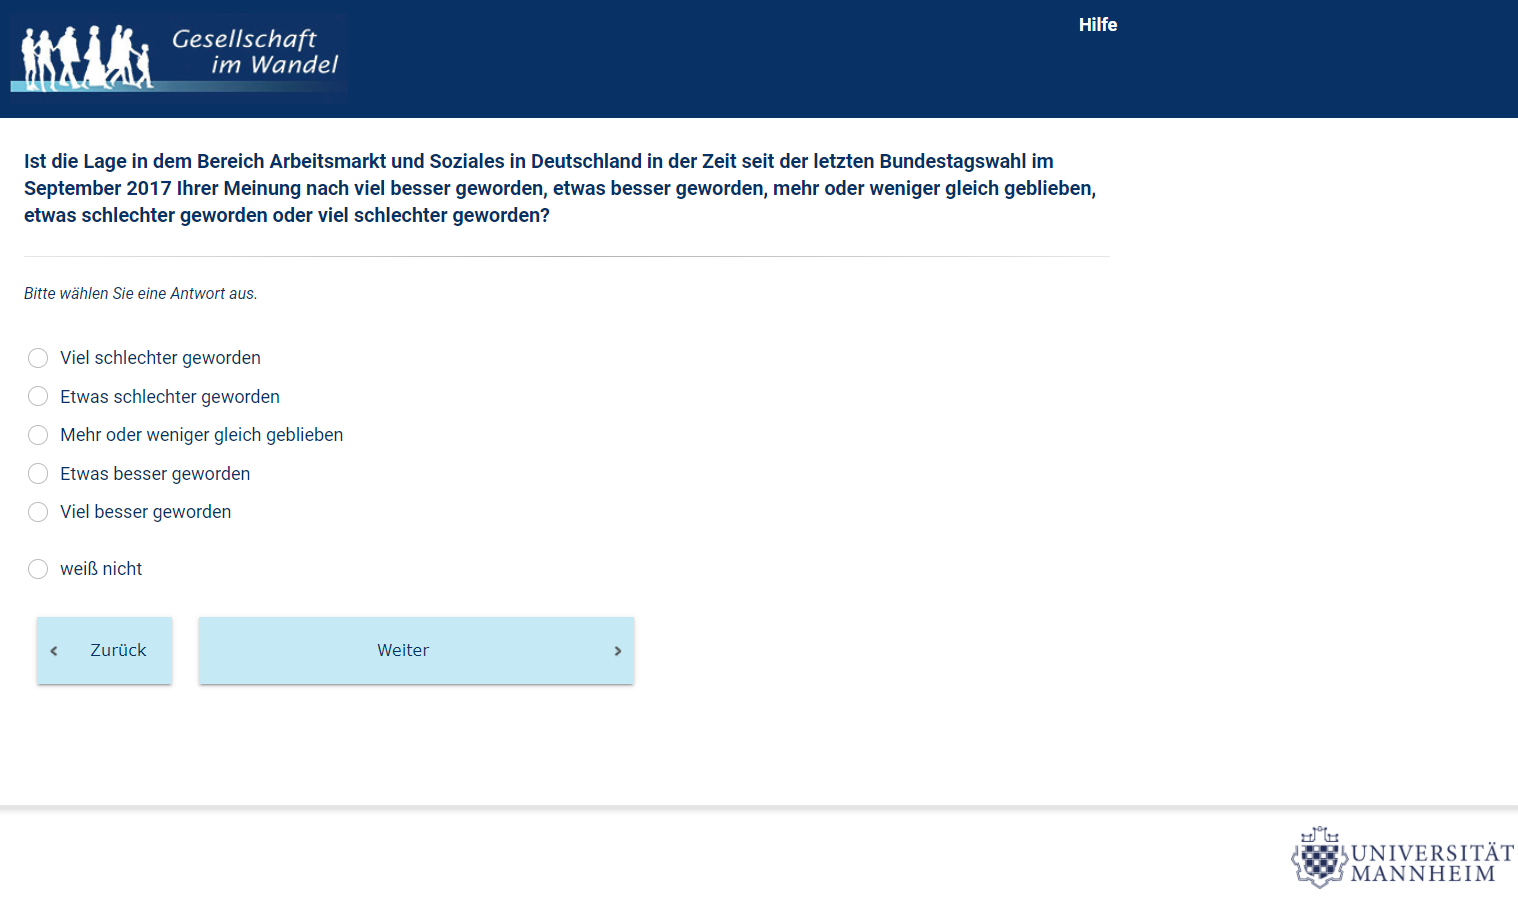 Gesellschaft
im Wandel
Hilfe
Ist die Lage in dem Bereich Arbeitsmarkt und Soziales in Deutschland in der Zeit seit der letzten Bundestagswahl im
September 2017 Ihrer Meinung nach viel besser geworden, etwas besser geworden, mehr oder weniger gleich geblieben,
etwas schlechter geworden oder viel schlechter geworden?
Bitte wählen Sie eine Antwort aus.
Viel schlechter geworden
Etwas schlechter geworden
Mehr oder weniger gleich geblieben
Etwas besser geworden
Viel besser geworden
weiß nicht
Zurück
Weiter
UNIVERSITÄT
MANNHEIM